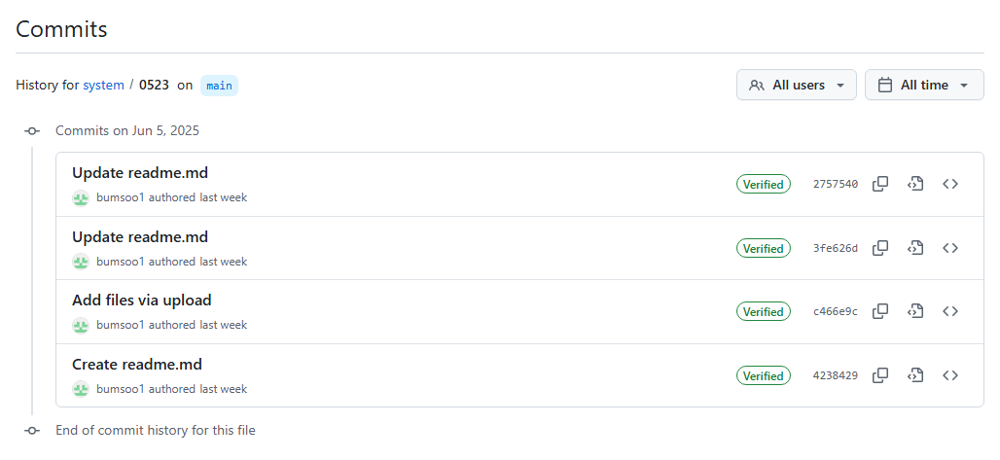 Commits
History for system / 0523 on main
All users
All time
Commits on Jun 5, 2025
Update readme.md
bumsoo1 authored last week
Verified
2757540
Update readme.md
bumsoo1 authored last week
Verified
3fe626d
Add files via upload
bumsoo1 authored last week
Verified
c466e9c
Create readme.md
bumsoo1 authored last week
Verified
4238429
End of commit history for this file